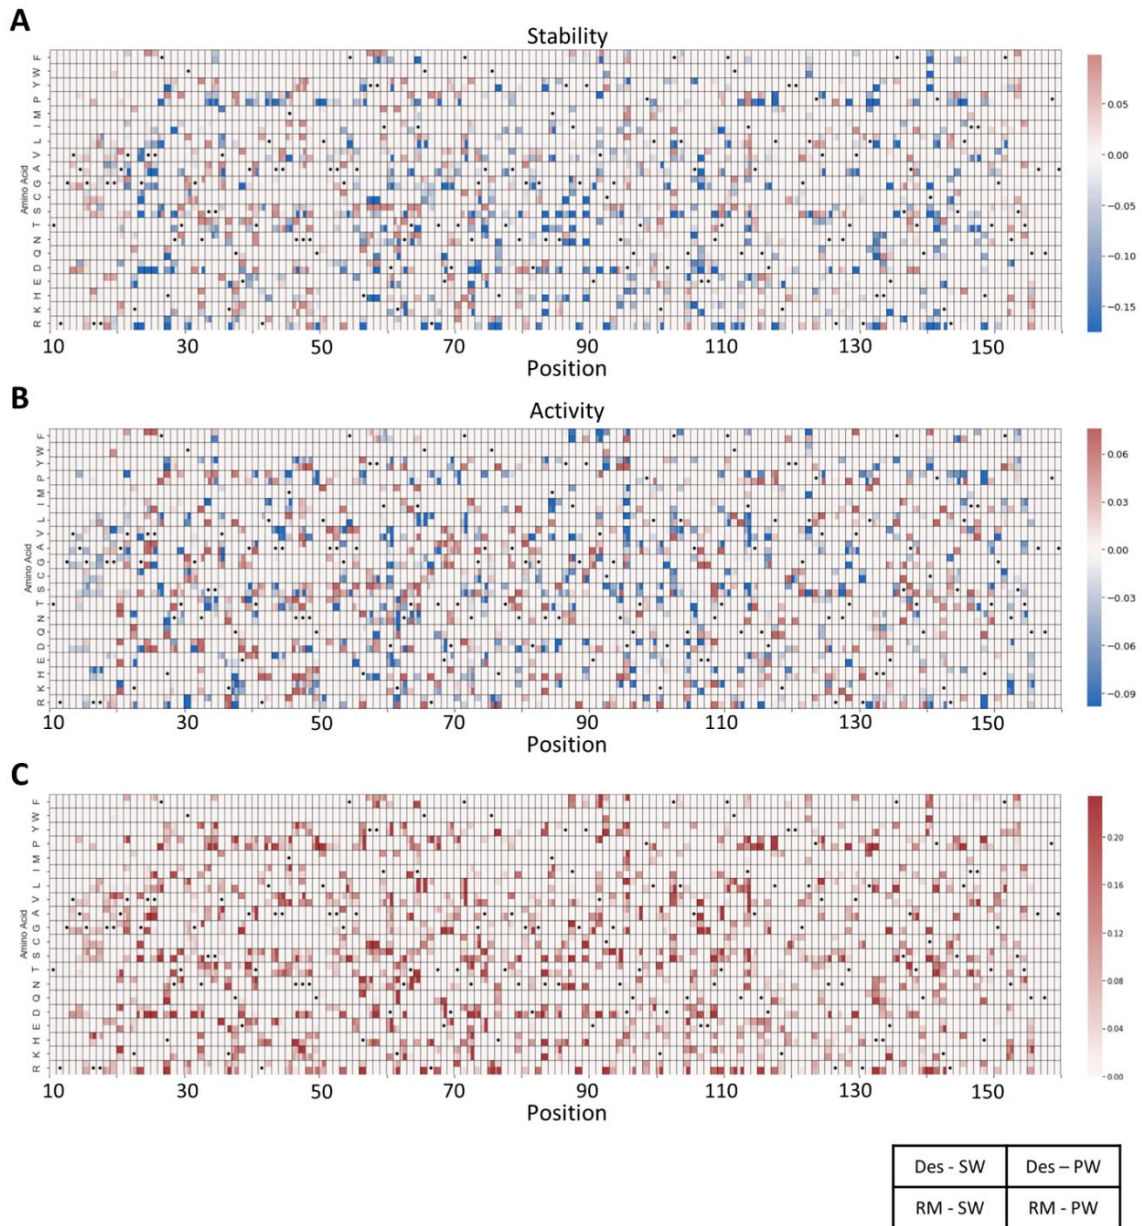 A
Stability
F
W
Y
P
M
I
L
V
A
G
C
S
T
N
Q
D
E
H
K
R
Amino Acid
10 30 50 70 90 110 130 150
Position
0.05
0.00
−0.05
−0.10
−0.15
B
Activity
F
W
Y
P
M
I
L
V
A
G
C
S
T
N
Q
D
E
H
K
R
Amino Acid
10 30 50 70 90 110 130 150
Position
0.06
0.03
0.00
−0.03
−0.06
−0.09
C
F
W
Y
P
M
I
L
V
A
G
C
S
T
N
Q
D
E
H
K
R
Amino Acid
10 30 50 70 90 110 130 150
Position
0.20
0.16
0.12
0.08
0.04
0.00
Des - SW Des – PW
RM - SW RM - PW